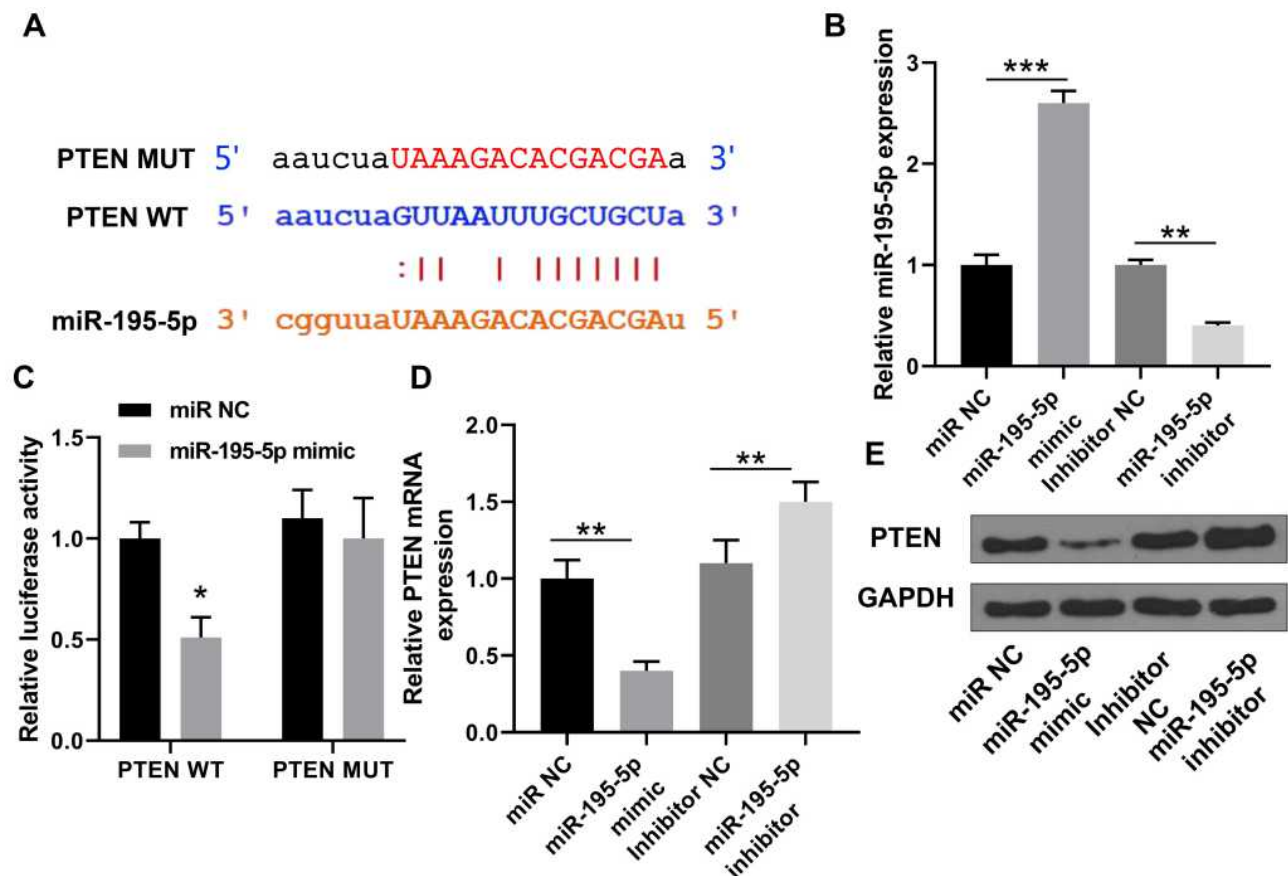 A
PTEN MUT 5' aaucuaUAAAGACACGACGAa 3'
PTEN WT 5' aaucuaGUUAAUUUGCUGCUa 3'
:|| | |||||||
miR-195-5p 3' cgguuaUAAAGACACGACGAu 5'
B
Relative miR-195-5p expression
3
2
1
0
***
**
miR NC
miR-195-5p
mimic
Inhibitor NC
miR-195-5p
inhibitor
C
miR NC
miR-195-5p mimic
Relative luciferase activity
1.5
1.0
0.5
0.0
*
PTEN WT
PTEN MUT
D
Relative PTEN mRNA
expression
2.0
1.5
1.0
0.5
0.0
**
**
miR NC
miR-195-5p
mimic
Inhibitor NC
miR-195-5p
inhibitor
E
PTEN
GAPDH
miR NC
miR-195-5p
mimic
Inhibitor
NC
miR-195-5p
inhibitor